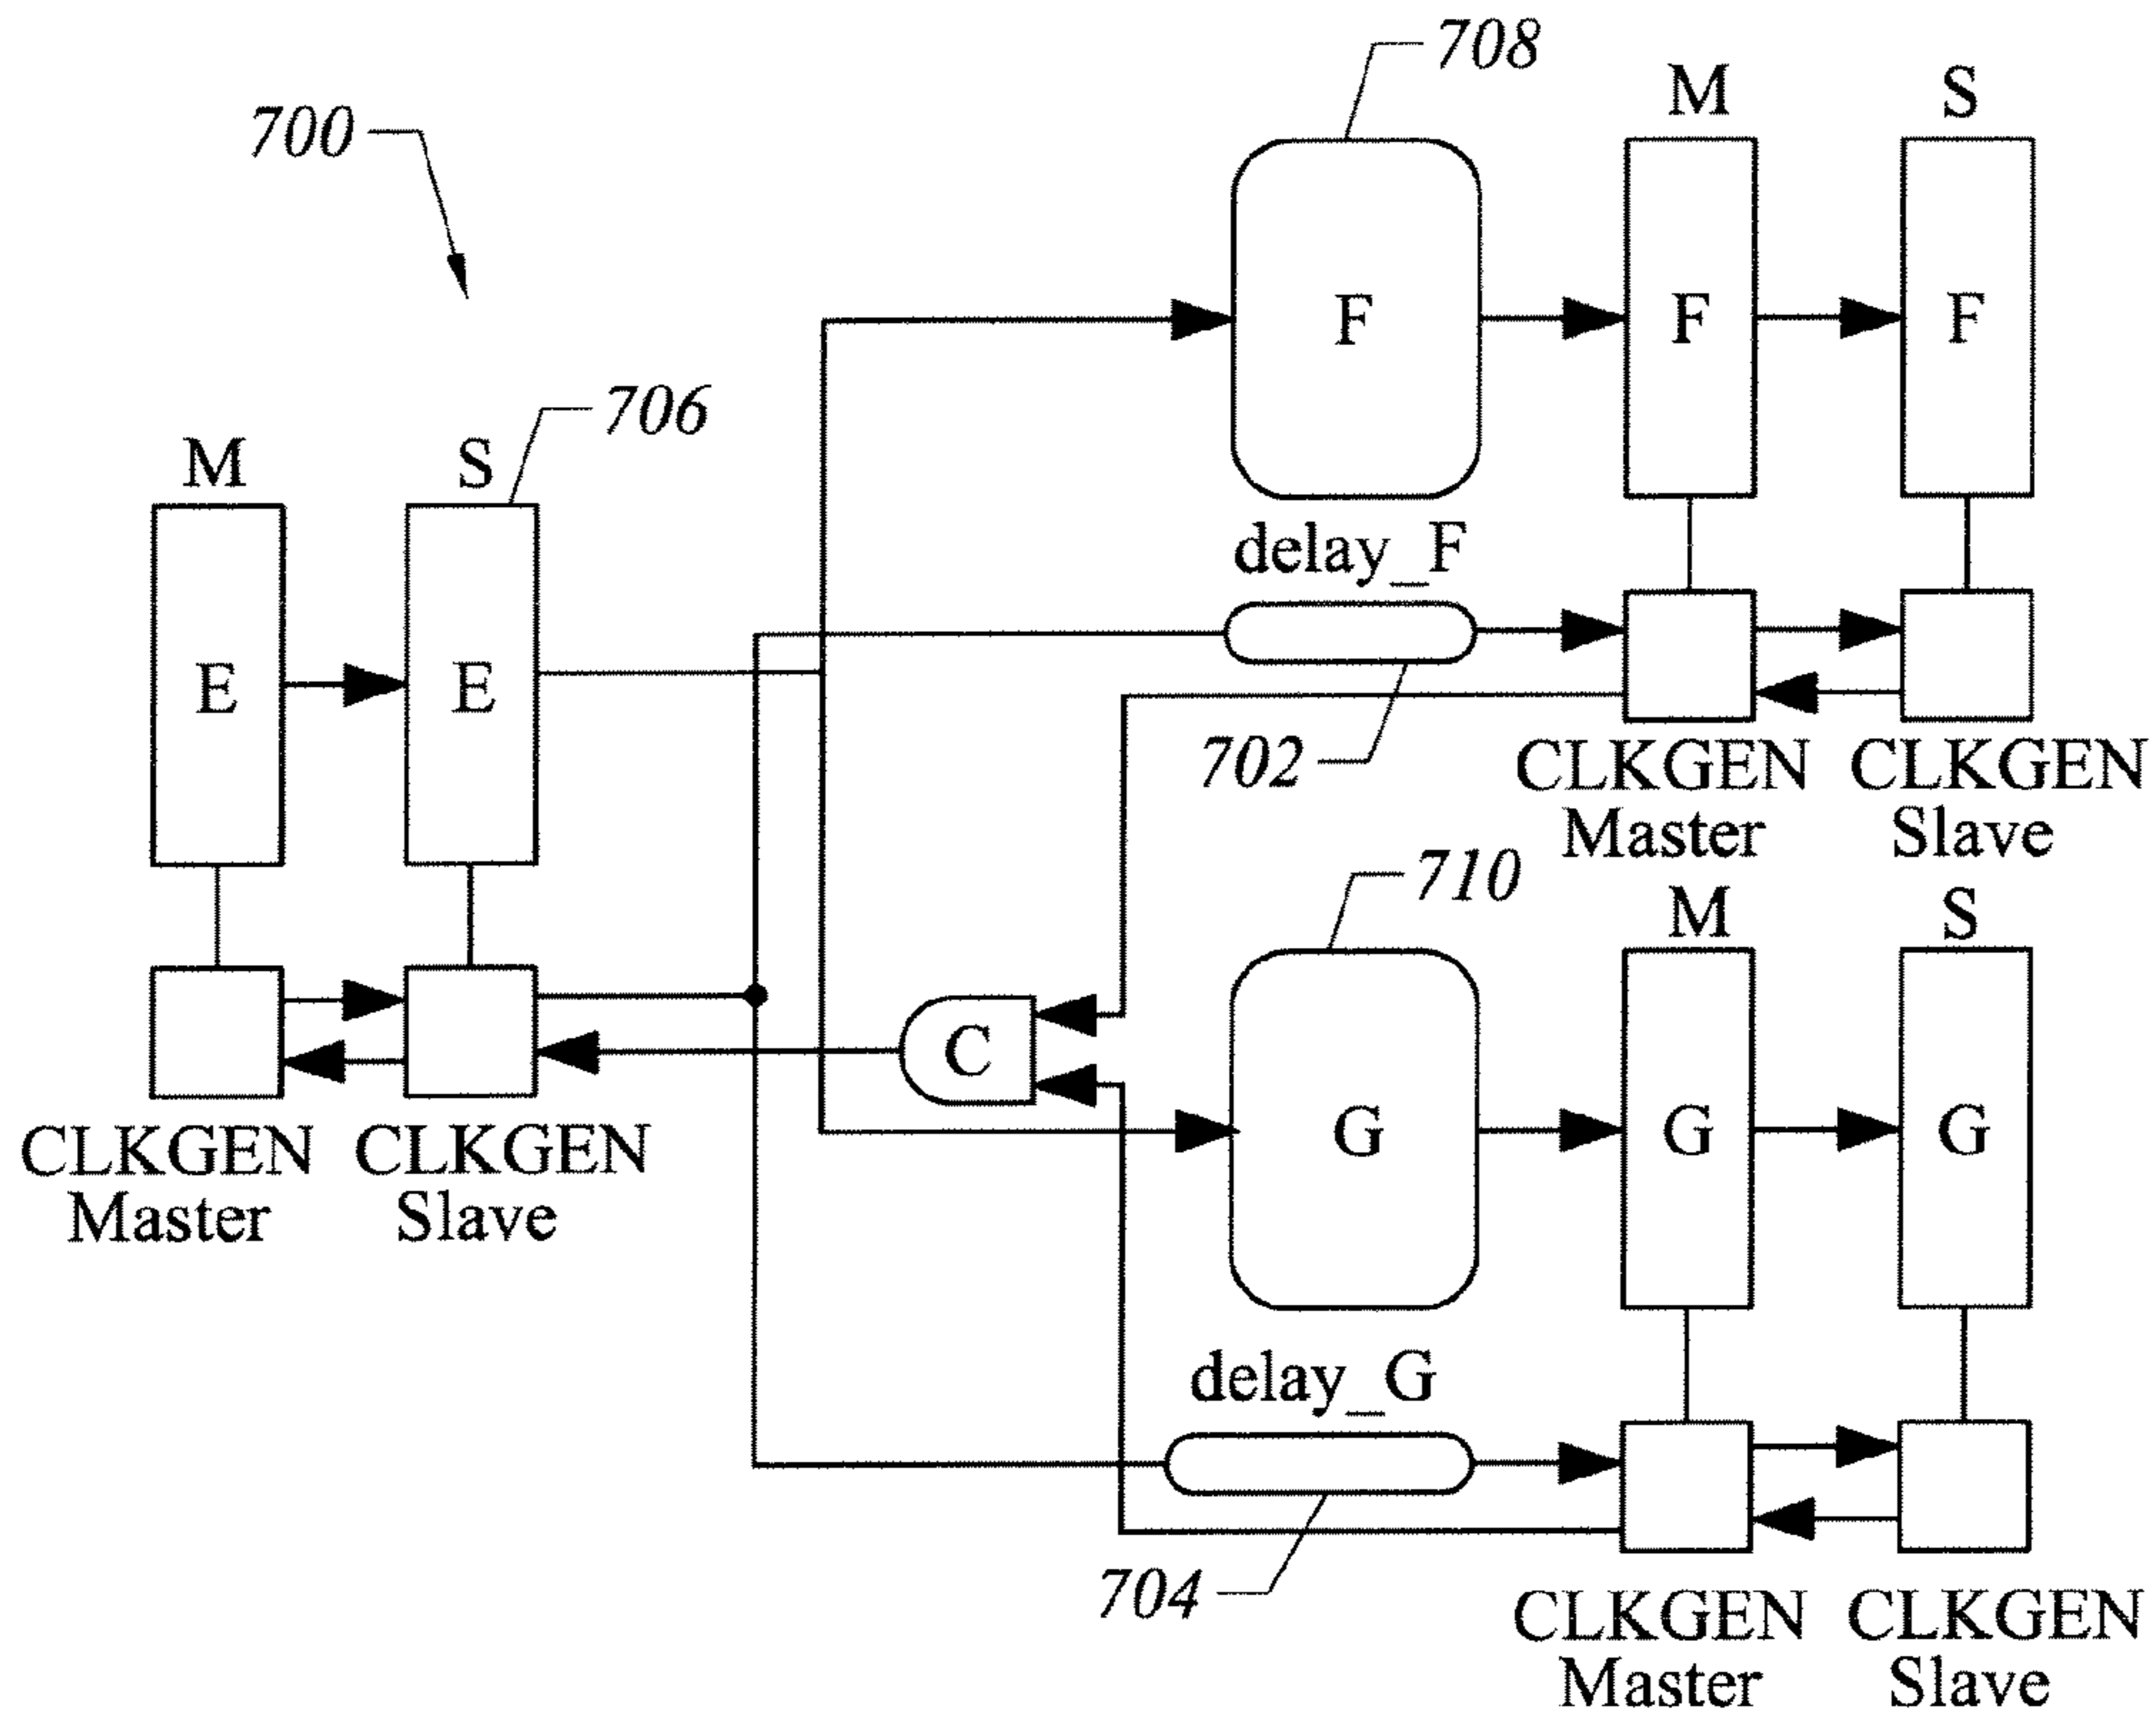 708
M S
700
F F F
706
delay_F
M S
E E
702
CLKGEN CLKGEN
Master Slave
710
M S
C
G G G
CLKGEN CLKGEN
Master Slave
delay_G
704
CLKGEN CLKGEN
Master Slave